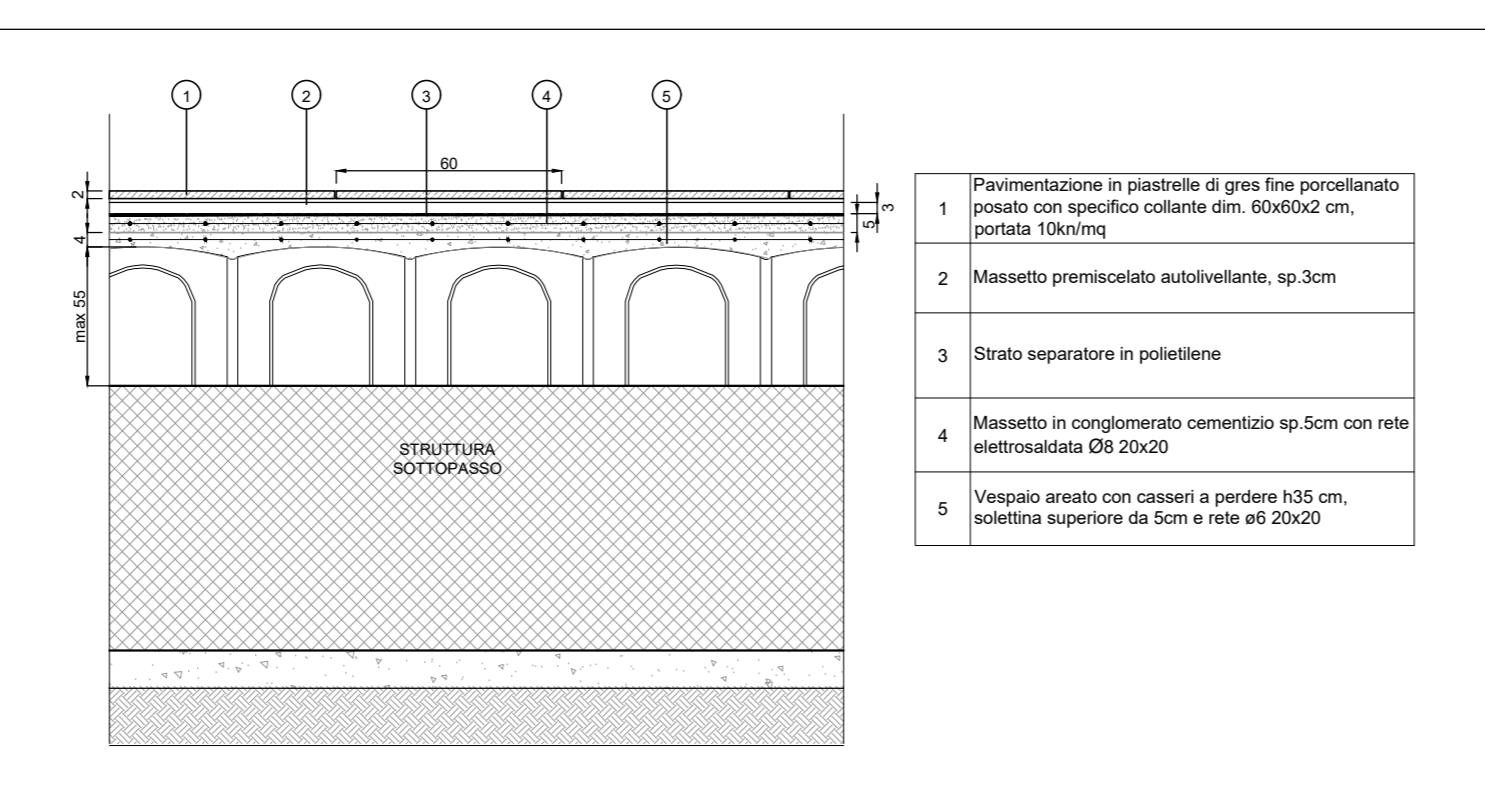 1 2 3 4 5
60
2
3
5
4
max 55
STRUTTURA
SOTTOPASSO
1
Pavimentazione in piastrelle di gres fine porcellanato
posato con specifico collante dim. 60x60x2 cm,
portata 10kn/mq
2
Massetto premiscelato autolivellante, sp.3cm
3
Strato separatore in polietilene
4
Massetto in conglomerato cementizio sp.5cm con rete
elettrosaldata Ø8 20x20
5
Vespaio areato con casseri a perdere h35 cm,
solettina superiore da 5cm e rete ø6 20x20